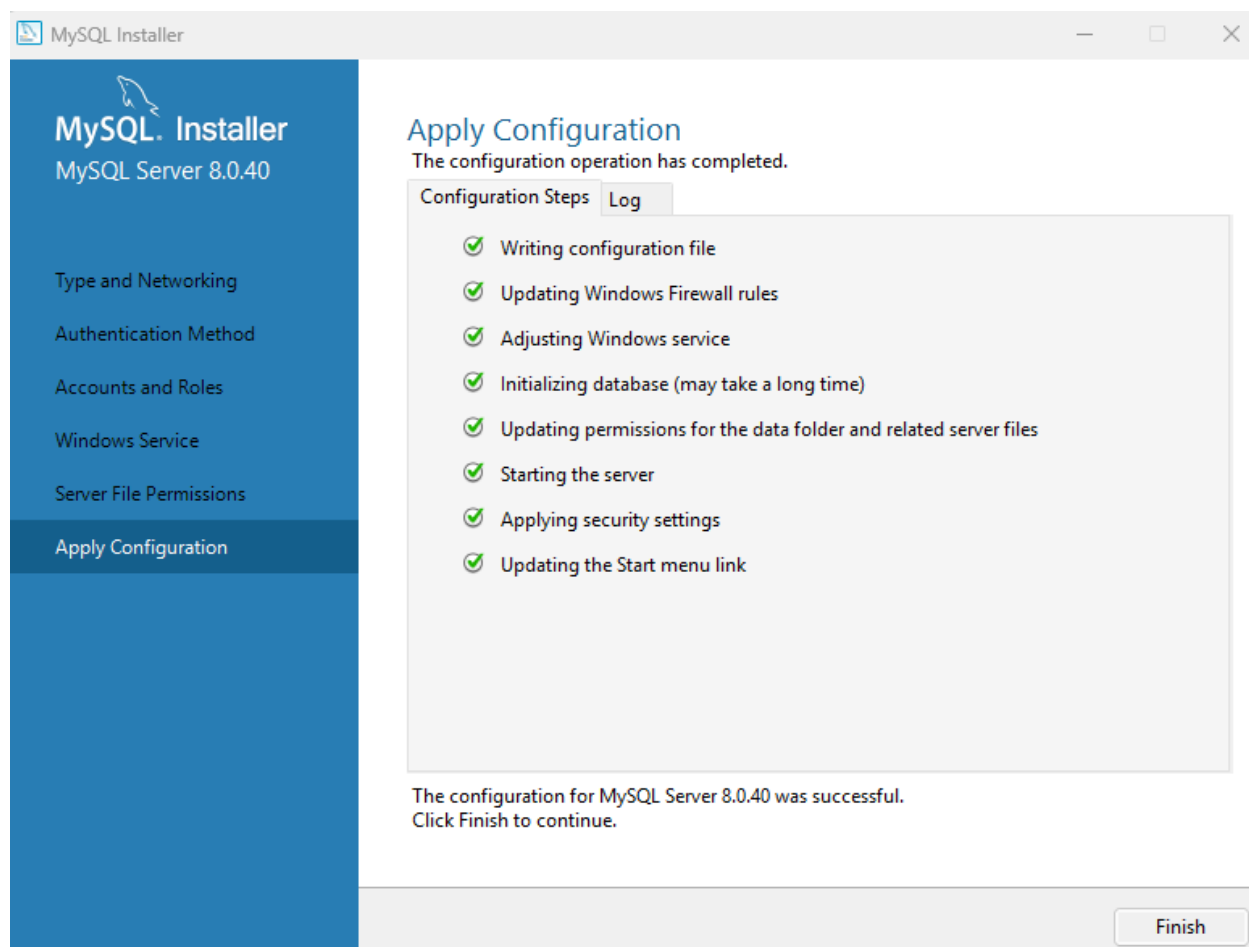 MySQL Installer
MySQL. Installer
MySQL Server 8.0.40
Type and Networking
Authentication Method
Accounts and Roles
Windows Service
Server File Permissions
Apply Configuration
Apply Configuration
The configuration operation has completed.
Configuration Steps
Log
Writing configuration file
Updating Windows Firewall rules
Adjusting Windows service
Initializing database (may take a long time)
Updating permissions for the data folder and related server files
Starting the server
Applying security settings
Updating the Start menu link
The configuration for MySQL Server 8.0.40 was successful.
Click Finish to continue.
Finish